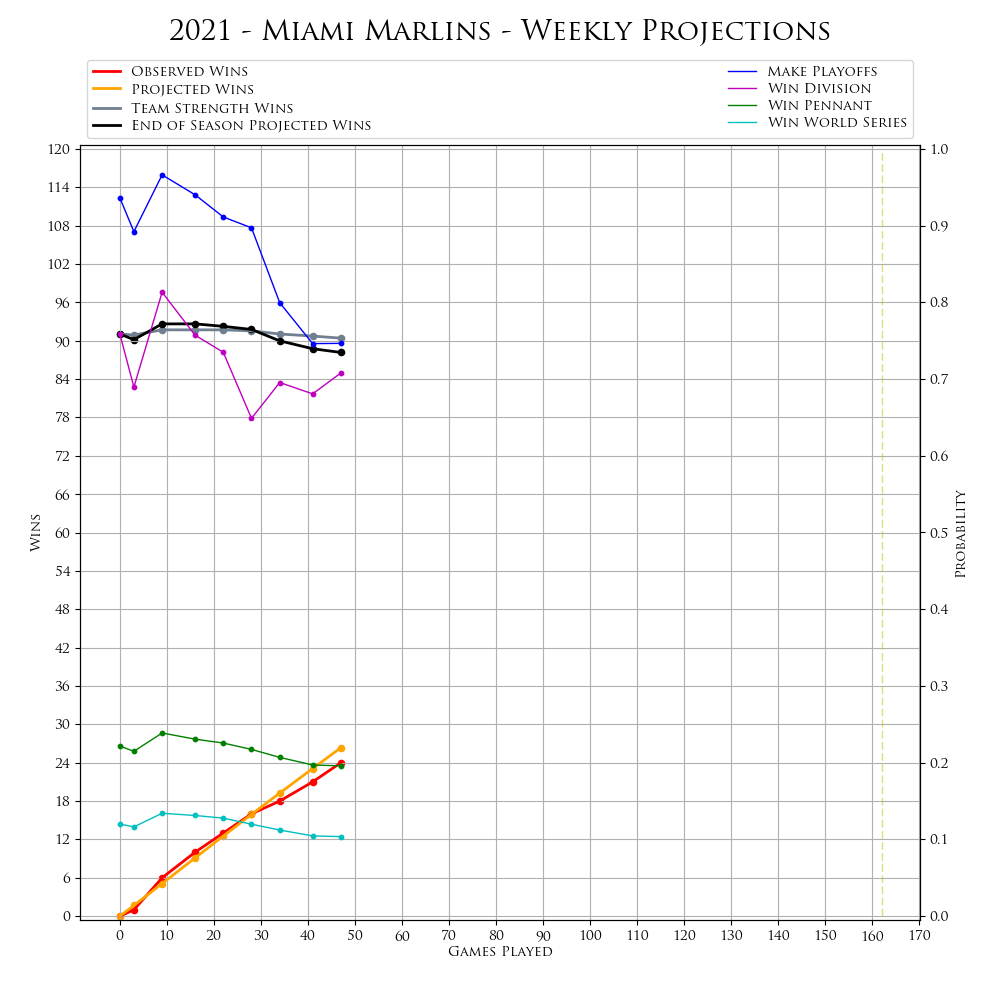 2021 - Miami Marlins - Weekly Projections
Observed Wins
Projected Wins
Team Strength Wins
End of Season Projected Wins
Make Playoffs
Win Division
Win Pennant
Win World Series
120
114
108
102
96
90
84
78
72
66
60
54
48
42
36
30
24
18
12
6
0
Wins
1.0
0.9
0.8
0.7
0.6
0.5
0.4
0.3
0.2
0.1
0.0
Probability
0 10 20 30 40 50 60 70 80 90 100 110 120 130 140 150 160 170
Games Played